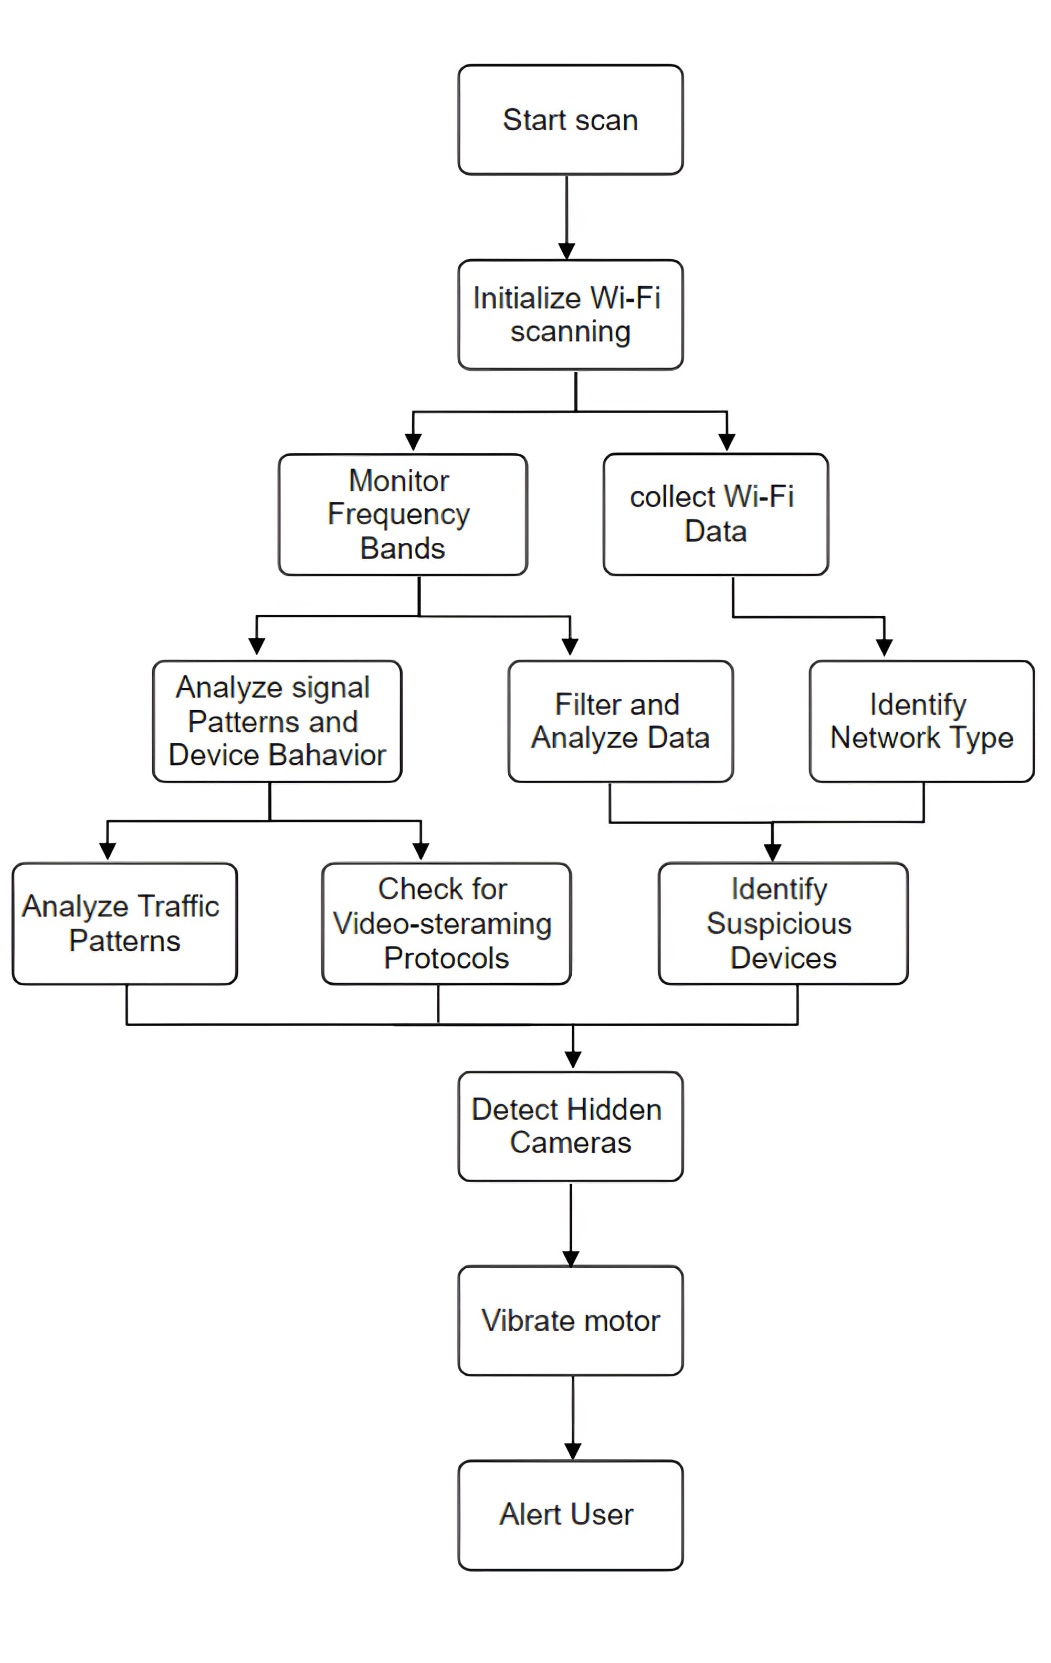 Start scan
Initialize Wi-Fi
scanning
Monitor
Frequency
Bands
collect Wi-Fi
Data
Analyze signal
Patterns and
Device Bahavior
Filter and
Analyze Data
Identify
Network Type
Analyze Traffic
Patterns
Check for
Video-steraming
Protocols
Identify
Suspicious
Devices
Detect Hidden
Cameras
Vibrate motor
Alert User